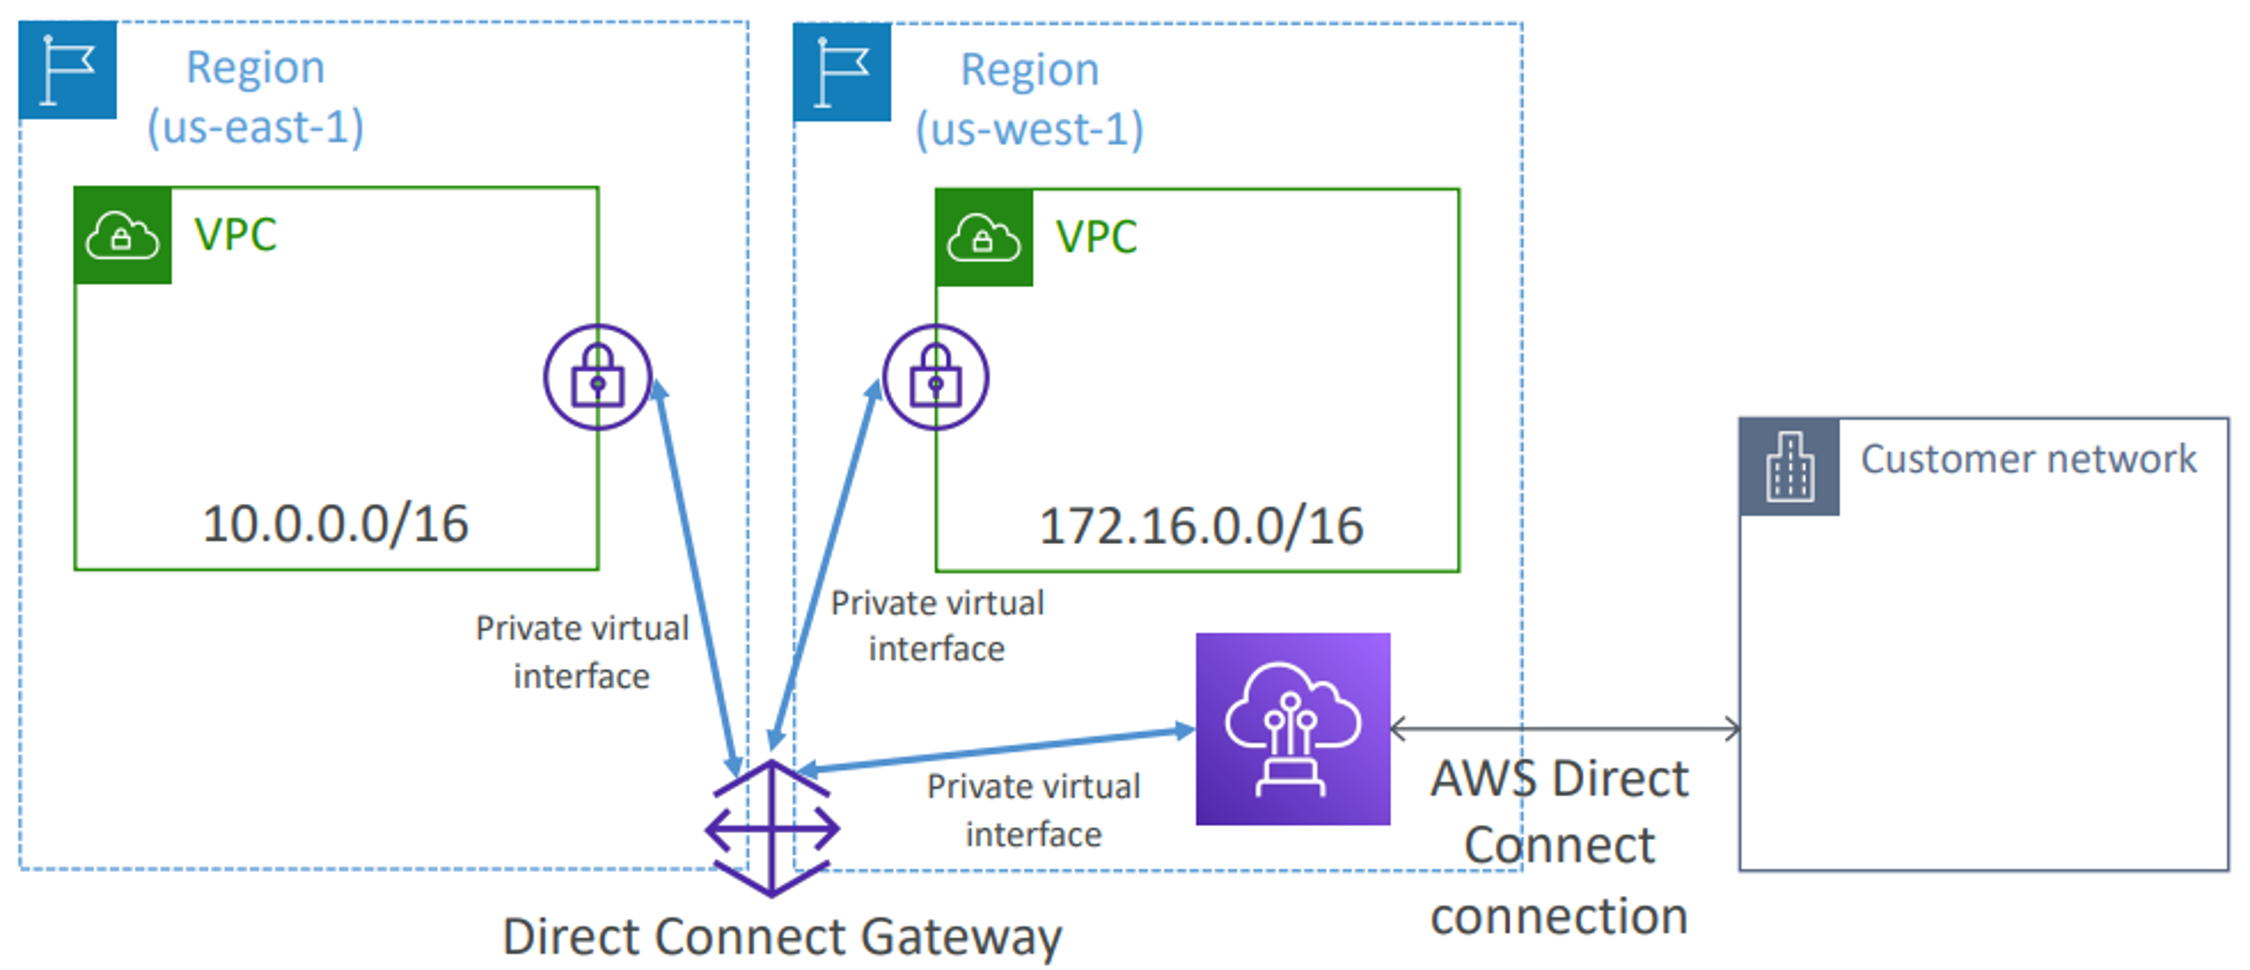 Region
(us-east-1)
VPC
10.0.0.0/16
Region
(us-west-1)
VPC
172.16.0.0/16
Private virtual
interface
Private virtual
interface
Private virtual
interface
Direct Connect Gateway
AWS Direct
Connect
connection
Customer network